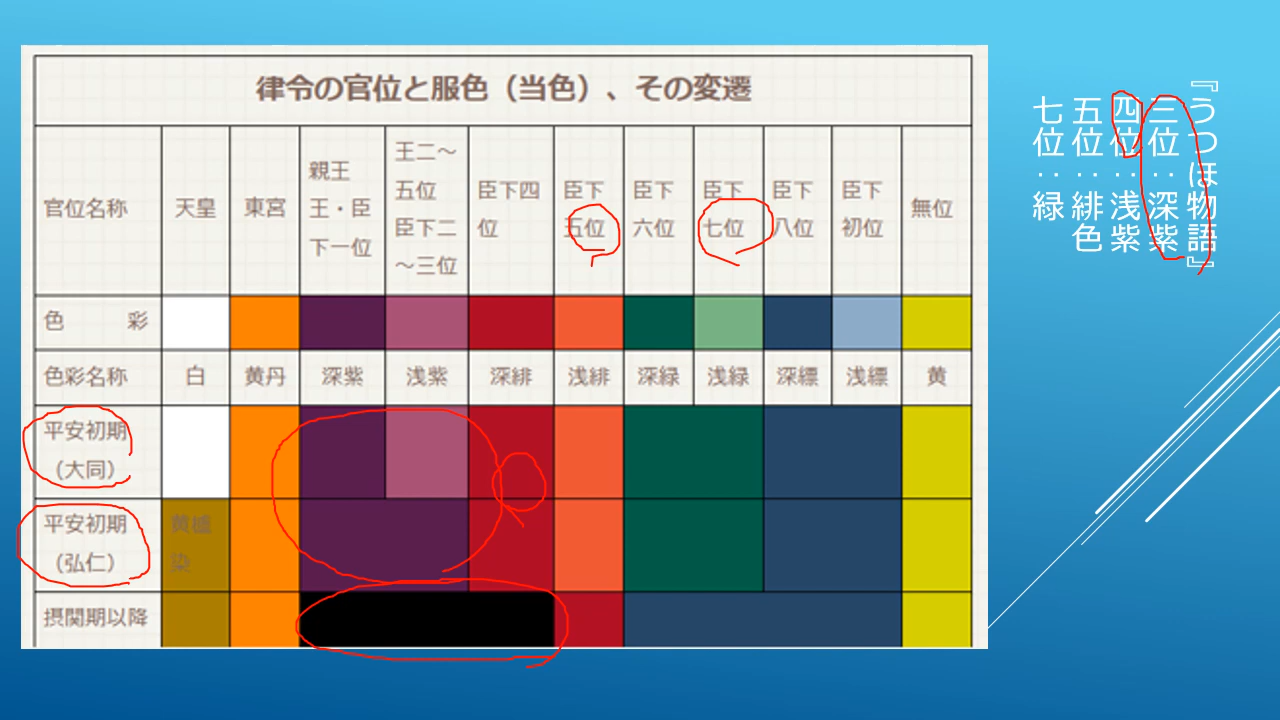 律令の官位と服色（当色）、その変遷
官位名称
天皇
東宮
親王
王・臣
下一位
王二～
五位
臣下二
～三位
臣下四
位
臣下
五位
臣下
六位
臣下
七位
臣下
八位
臣下
初位
無位
色　彩
色彩名称
白
黄丹
深紫
浅紫
深緋
浅緋
深緑
浅緑
深縹
浅縹
黄
平安初期
（大同）
平安初期
（弘仁）
黄櫨
染
摂関期以降
『うつほ物語』
三位：深紫
四位：浅紫
五位：緋色
七位：緑